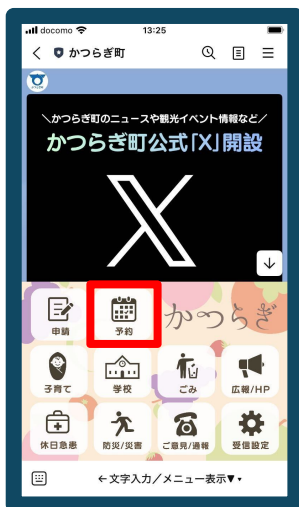 docomo 13:25
かつらぎ町
＼かつらぎ町のニュースや観光イベント情報など／
かつらぎ町公式「X」開設
X
申請 予約 かつらぎ
子育て 学校 ごみ 広報/HP
休日急患 防災/災害 ご意見/通報 受信設定
←文字入力／メニュー表示▼▾